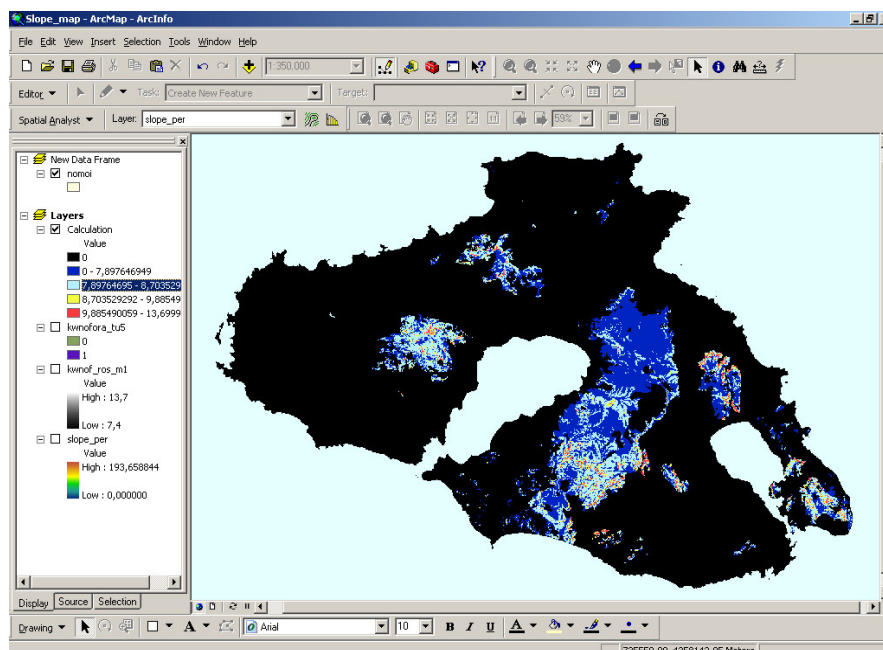 Slope_map - ArcMap - ArcInfo
File Edit View Insert Selection Tools Window Help
1:350.000
Editor Task: Create New Feature Target:
Spatial Analyst Layer: slope_per 59%
New Data Frame
nomoi
Layers
Calculation
Value
0
0 - 7,897646949
7,89764695 - 8,703529
8,703529292 - 9,88549
9,885490059 - 13,6999
kwnofora_tu5
0
1
kwnof_ros_m1
Value
High : 13,7
Low : 7,4
slope_per
Value
High : 193,658844
Low : 0,000000
Display Source Selection
Drawing A Arial 10 B I U A